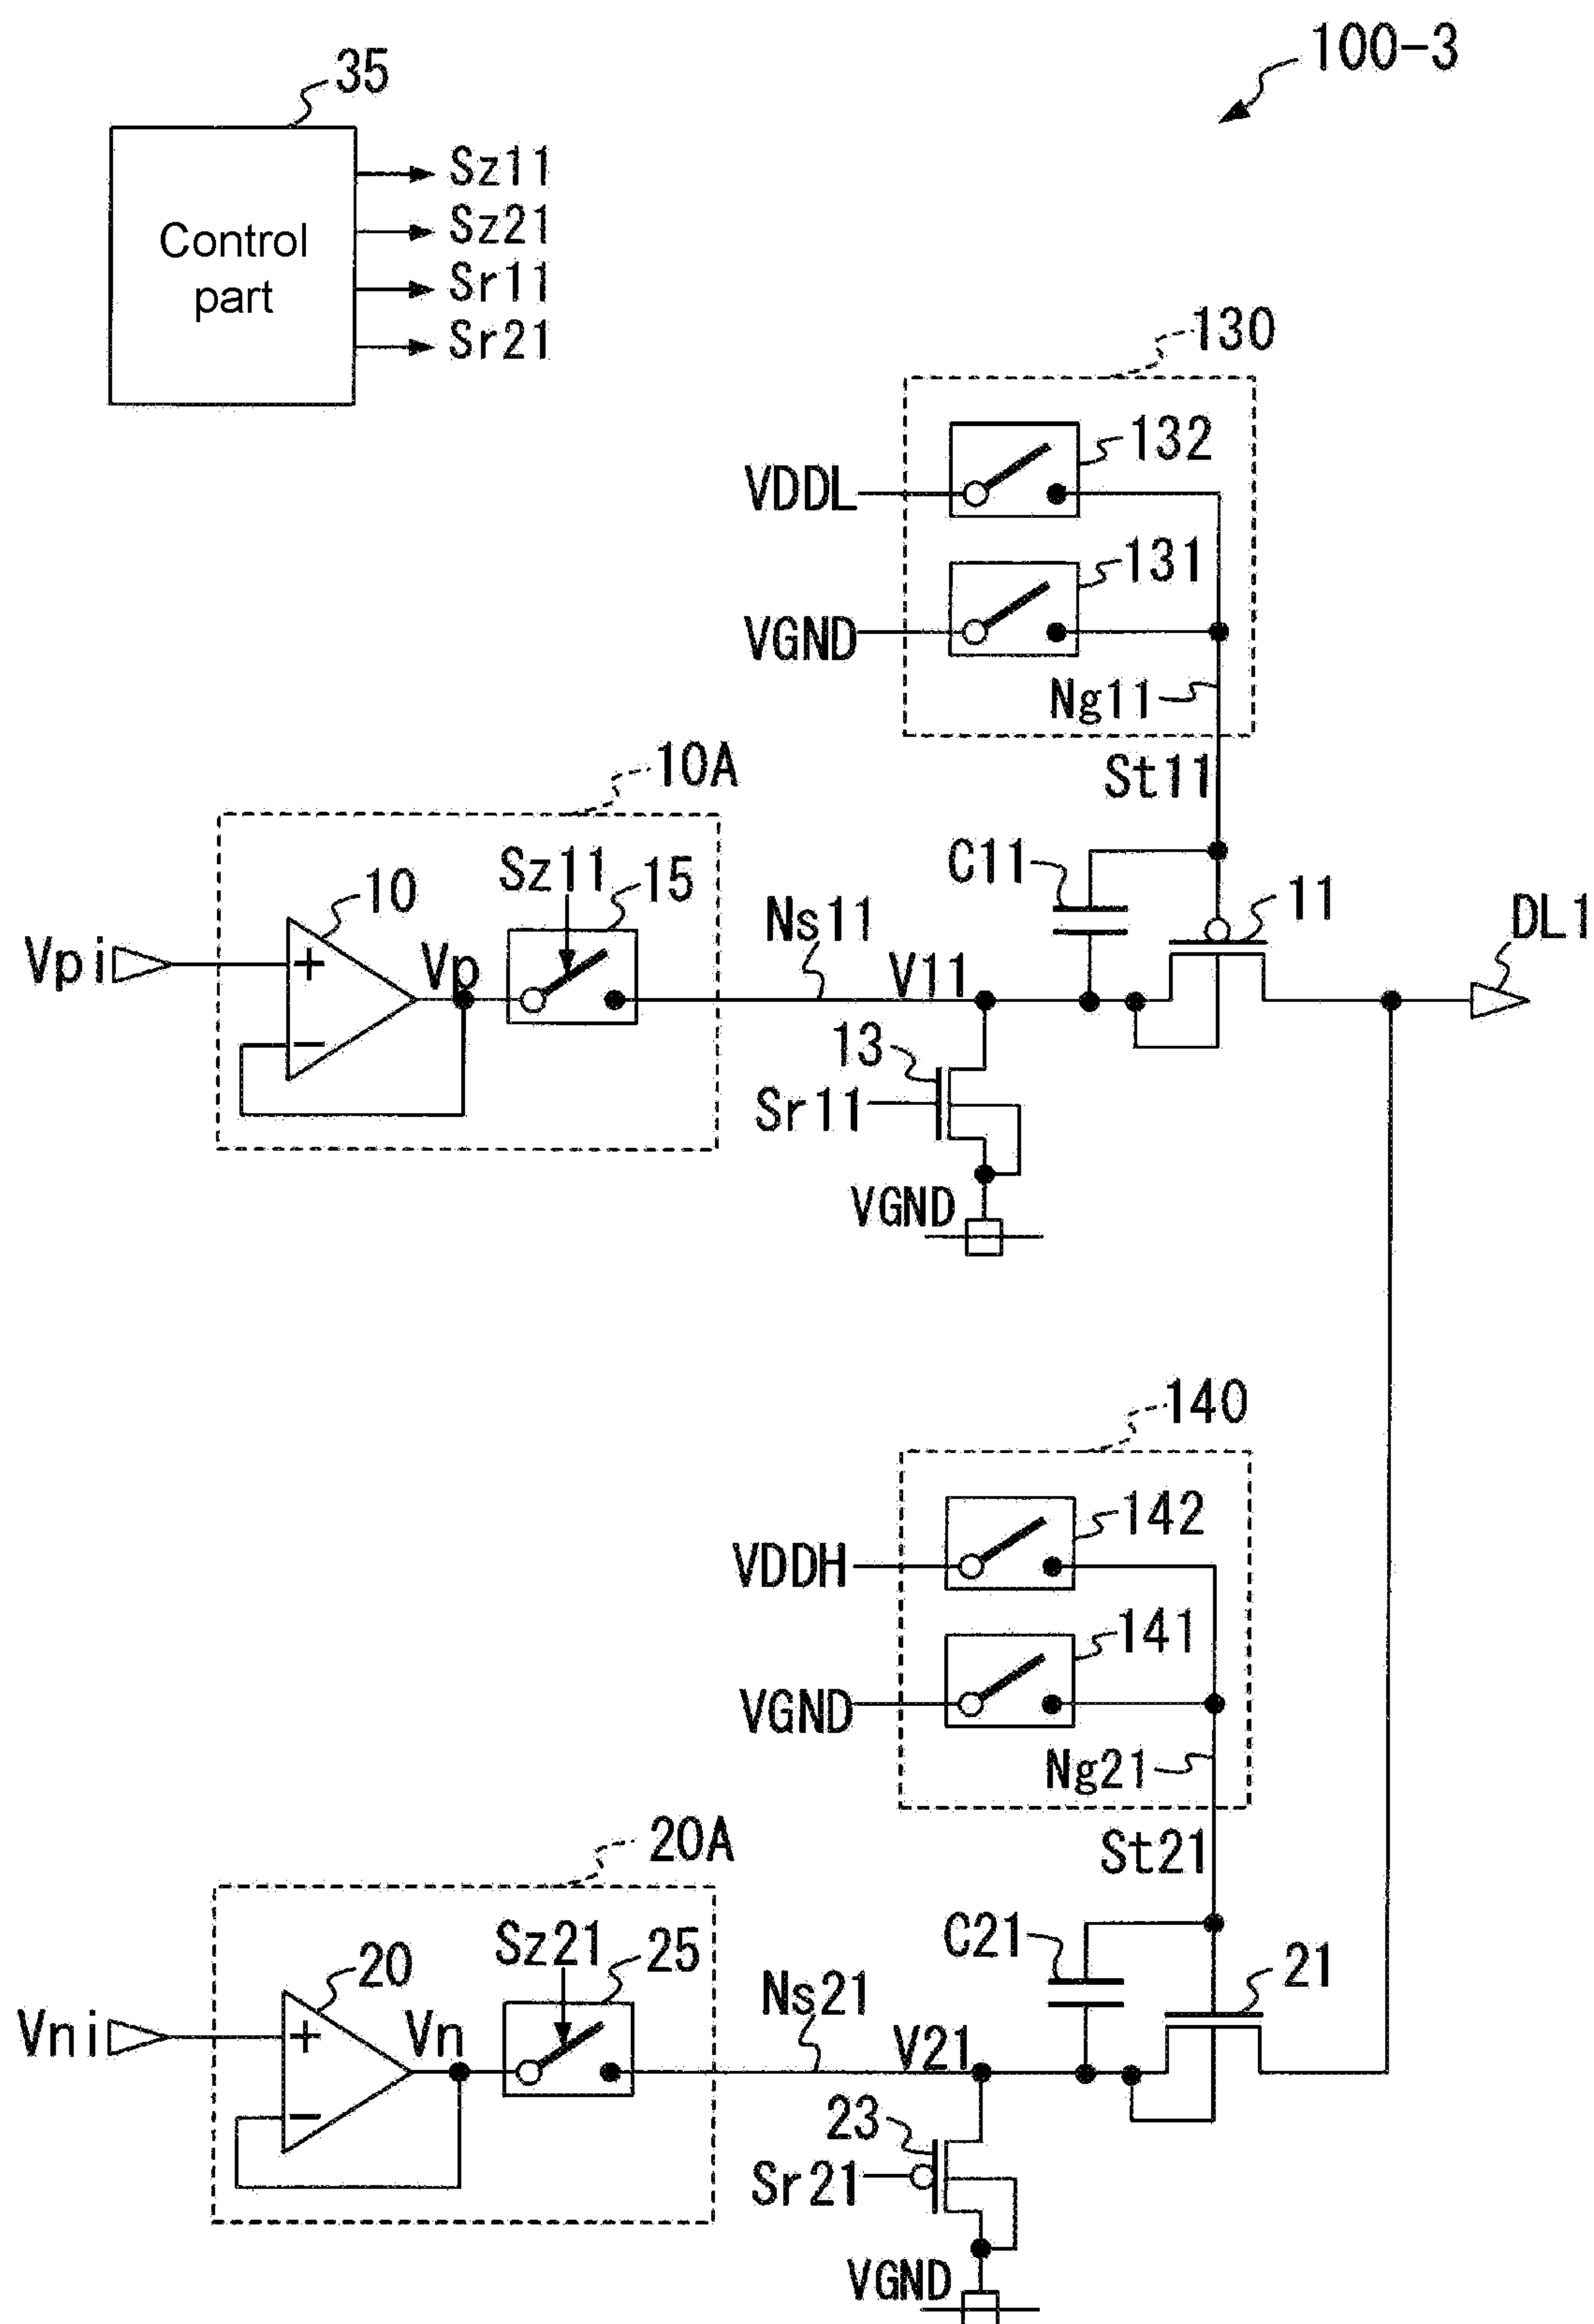 100-3
35
Control
part
Sz11
Sz21
Sr11
Sr21
130
132
VDDL
131
VGND
Ng11
St11
10A
Sz11
15
10
Vpi
+
−
Vp
Ns11
V11
C11
11
DL1
13
Sr11
VGND
140
142
VDDH
141
VGND
Ng21
St21
20A
Sz21
25
20
Vni
+
−
Vn
Ns21
V21
C21
21
23
Sr21
VGND